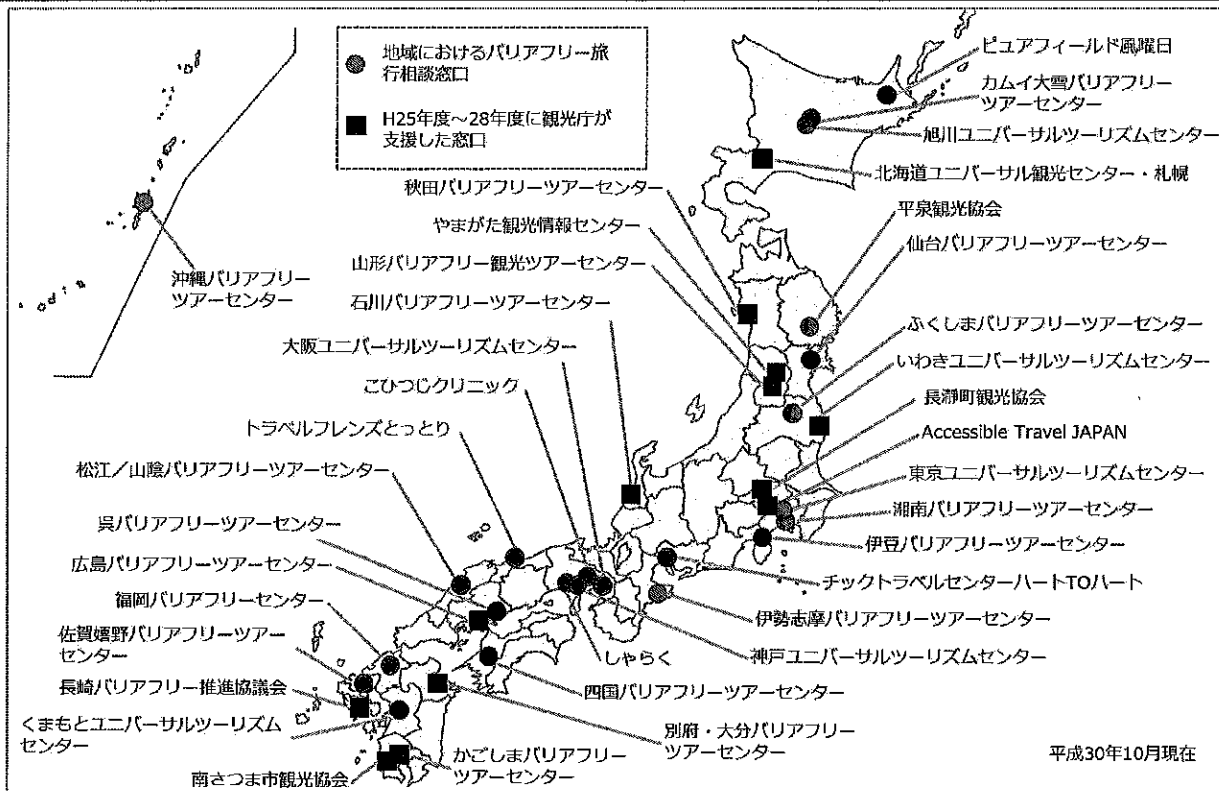 地域におけるバリアフリー旅
行相談窓口
H25年度～28年度に観光庁が
支援した窓口
ピュアフィールド風曜日
カムイ大雪バリアフリー
ツアーセンター
旭川ユニバーサルツーリズムセンター
北海道ユニバーサル観光センター・札幌
平泉観光協会
仙台バリアフリーツアーセンター
ふくしまバリアフリーツアーセンター
いわきユニバーサルツーリズムセンター
長瀞町観光協会
Accessible Travel JAPAN
東京ユニバーサルツーリズムセンター
湘南バリアフリーツアーセンター
伊豆バリアフリーツアーセンター
チックトラベルセンターハートTOハート
伊勢志摩バリアフリーツアーセンター
神戸ユニバーサルツーリズムセンター
しゃらく
四国バリアフリーツアーセンター
別府・大分バリアフリー
ツアーセンター
かごしまバリアフリー
ツアーセンター
秋田バリアフリーツアーセンター
やまがた観光情報センター
山形バリアフリー観光ツアーセンター
石川バリアフリーツアーセンター
大阪ユニバーサルツーリズムセンター
こひつじクリニック
トラベルフレンズとっとり
松江／山陰バリアフリーツアーセンター
呉バリアフリーツアーセンター
広島バリアフリーツアーセンター
福岡バリアフリーセンター
佐賀嬉野バリアフリーツアー
センター
長崎バリアフリー推進協議会
くまもとユニバーサルツーリズム
センター
南さつま市観光協会
沖縄バリアフリー
ツアーセンター
平成30年10月現在